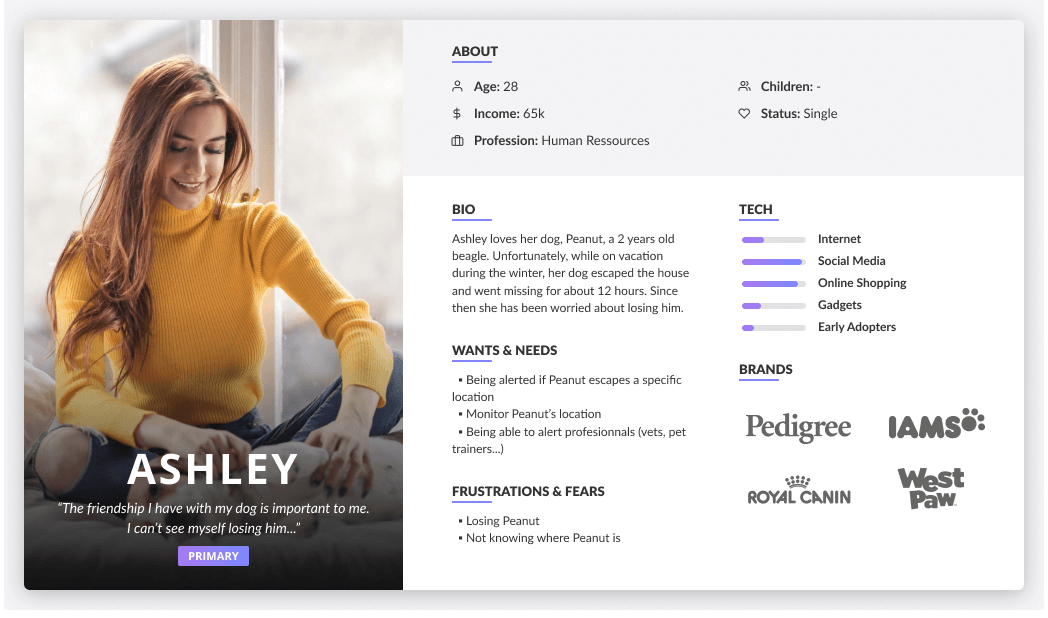 ABOUT
Age: 28
Children: -
Income: 65k
Status: Single
Profession: Human Ressources
BIO
Ashley loves her dog, Peanut, a 2 years old
beagle. Unfortunately, while on vacation
during the winter, her dog escaped the house
and went missing for about 12 hours. Since
then she has been worried about losing him.
WANTS & NEEDS
▪ Being alerted if Peanut escapes a specific
location
▪ Monitor Peanut's location
▪ Being able to alert profesionnals (vets, pet
trainers...)
FRUSTRATIONS & FEARS
▪ Losing Peanut
▪ Not knowing where Peanut is
TECH
Internet
Social Media
Online Shopping
Gadgets
Early Adopters
BRANDS
Pedigree
IAMS
ROYAL CANIN
West
Paw
ASHLEY
"The friendship I have with my dog is important to me.
I can't see myself losing him..."
PRIMARY